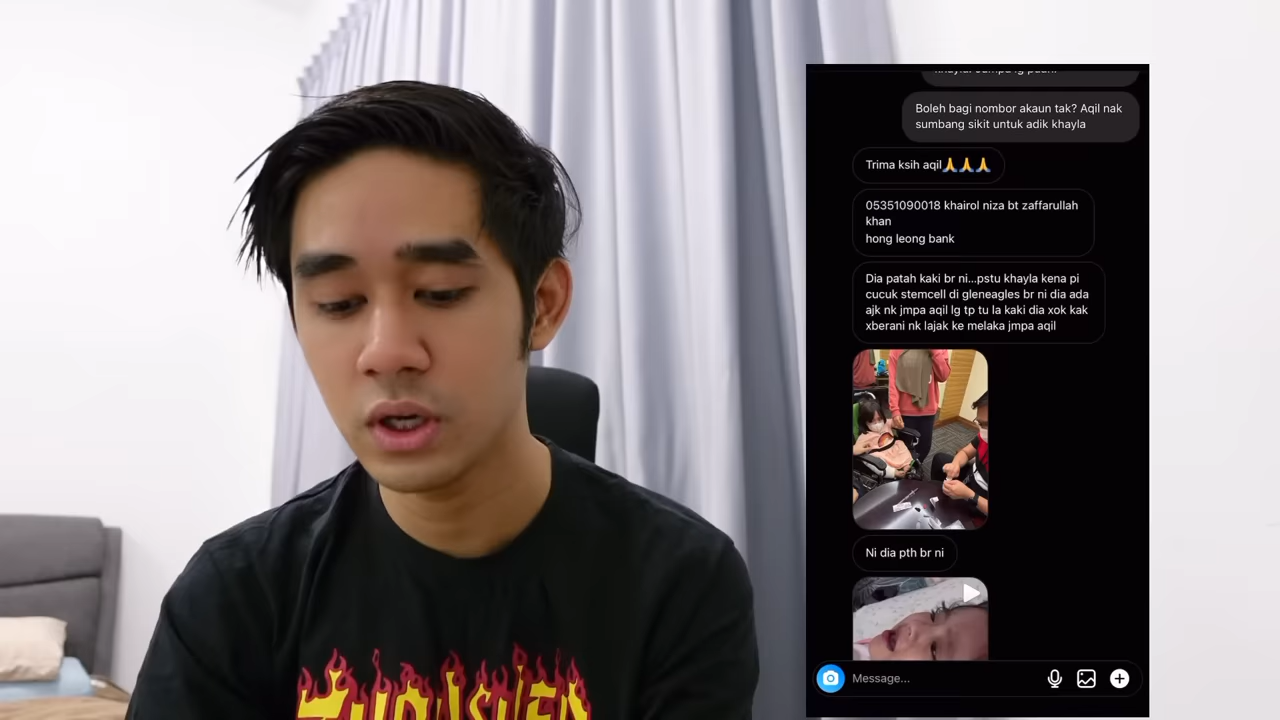 Boleh bagi nombor akaun tak? Aqil nak
sumbang sikit untuk adik khayla
Trima ksih aqil🙏🙏🙏
05351090018 khairol niza bt zaffarullah
khan
hong leong bank
Dia patah kaki br ni...pstu khayla kena pi
cucuk stemcell di gleneagles br ni dia ada
ajk nk jmpa aqil lg tp tu la kaki dia xok kak
xberani nk lajak ke melaka jmpa aqil
Ni dia pth br ni
Message...
THRASHER